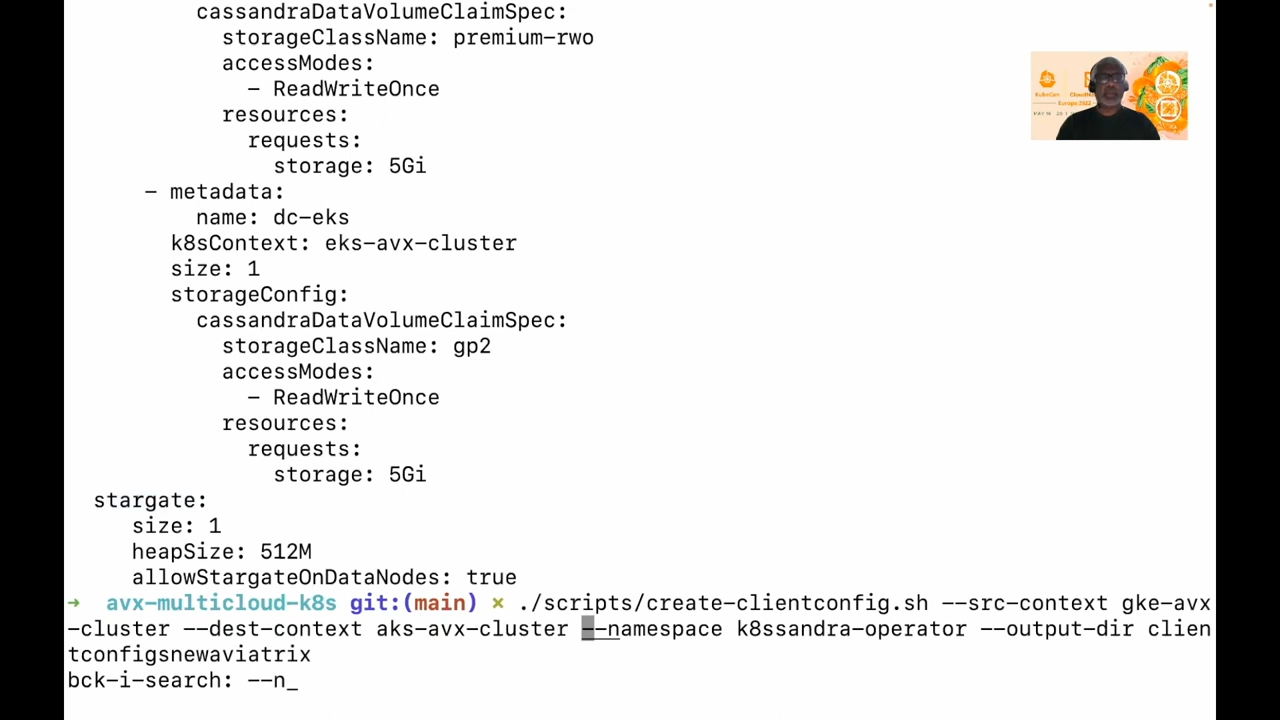 cassandraDataVolumeClaimSpec:
storageClassName: premium-rwo
accessModes:
– ReadWriteOnce
resources:
requests:
storage: 5Gi
– metadata:
name: dc-eks
k8sContext: eks-avx-cluster
size: 1
storageConfig:
cassandraDataVolumeClaimSpec:
storageClassName: gp2
accessModes:
– ReadWriteOnce
resources:
requests:
storage: 5Gi
stargate:
size: 1
heapSize: 512M
allowStargateOnDataNodes: true
→ avx-multicloud-k8s git:(main) × ./scripts/create-clientconfig.sh --src-context gke-avx
-cluster --dest-context aks-avx-cluster --namespace k8ssandra-operator --output-dir clien
tconfigsnewaviatrix
bck-i-search: --n_
KubeCon
Europe 2022